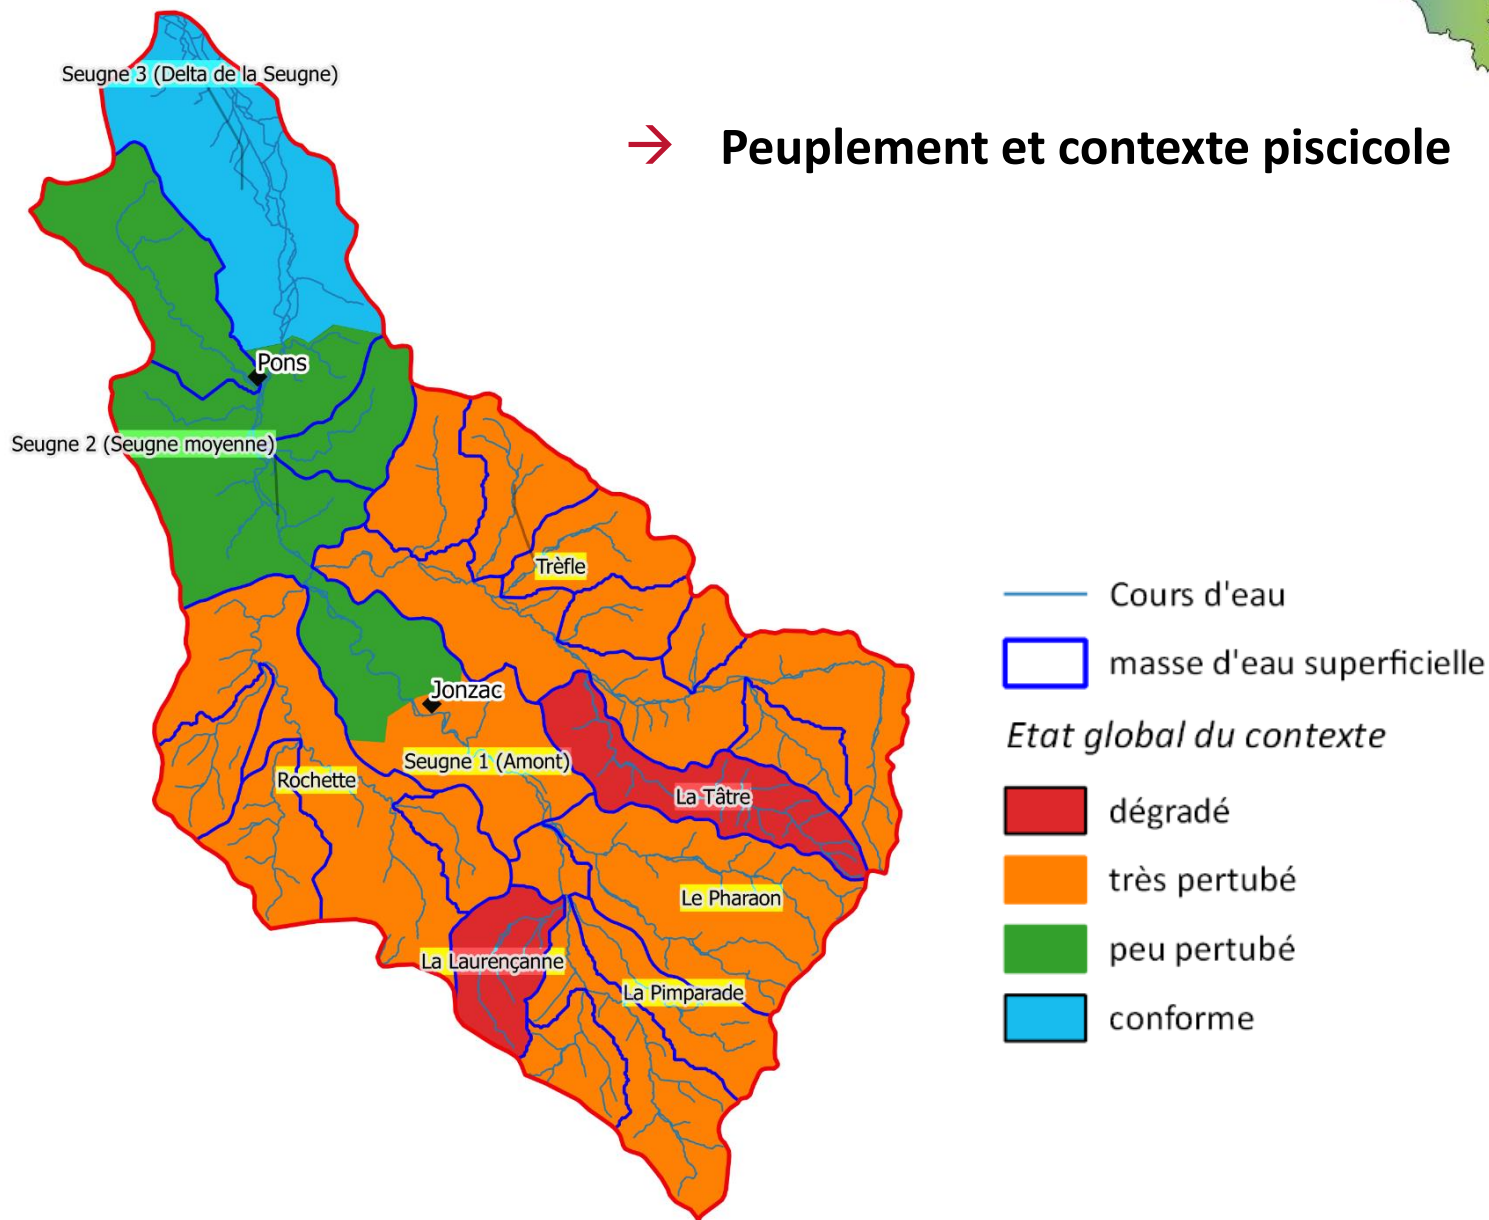 Seugne 3 (Delta de la Seugne)
→ Peuplement et contexte piscicole
Pons
Seugne 2 (Seugne moyenne)
Trèfle
Jonzac
Seugne 1 (Amont)
Rochette
La Tâtre
Le Pharaon
La Laurençanne
La Pimparade
Cours d'eau
masse d'eau superficielle
Etat global du contexte
dégradé
très pertubé
peu pertubé
conforme